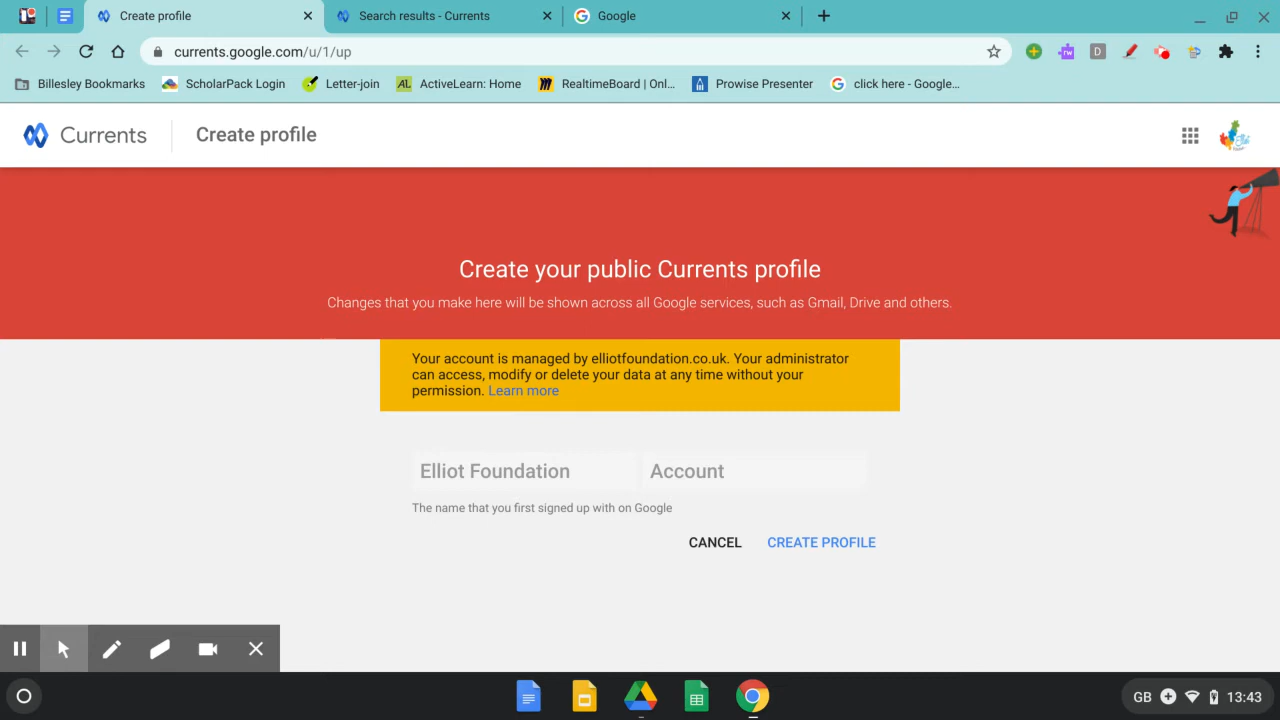 Create profile
Search results - Currents
Google
currents.google.com/u/1/up
Billesley Bookmarks
ScholarPack Login
Letter-join
AL
ActiveLearn: Home
RealtimeBoard | Onl...
Prowise Presenter
click here - Google...
Currents
Create profile
Create your public Currents profile
Changes that you make here will be shown across all Google services, such as Gmail, Drive and others.
Your account is managed by elliotfoundation.co.uk. Your administrator
can access, modify or delete your data at any time without your
permission. Learn more
Elliot Foundation
Account
The name that you first signed up with on Google
CANCEL
CREATE PROFILE
GB
13:43